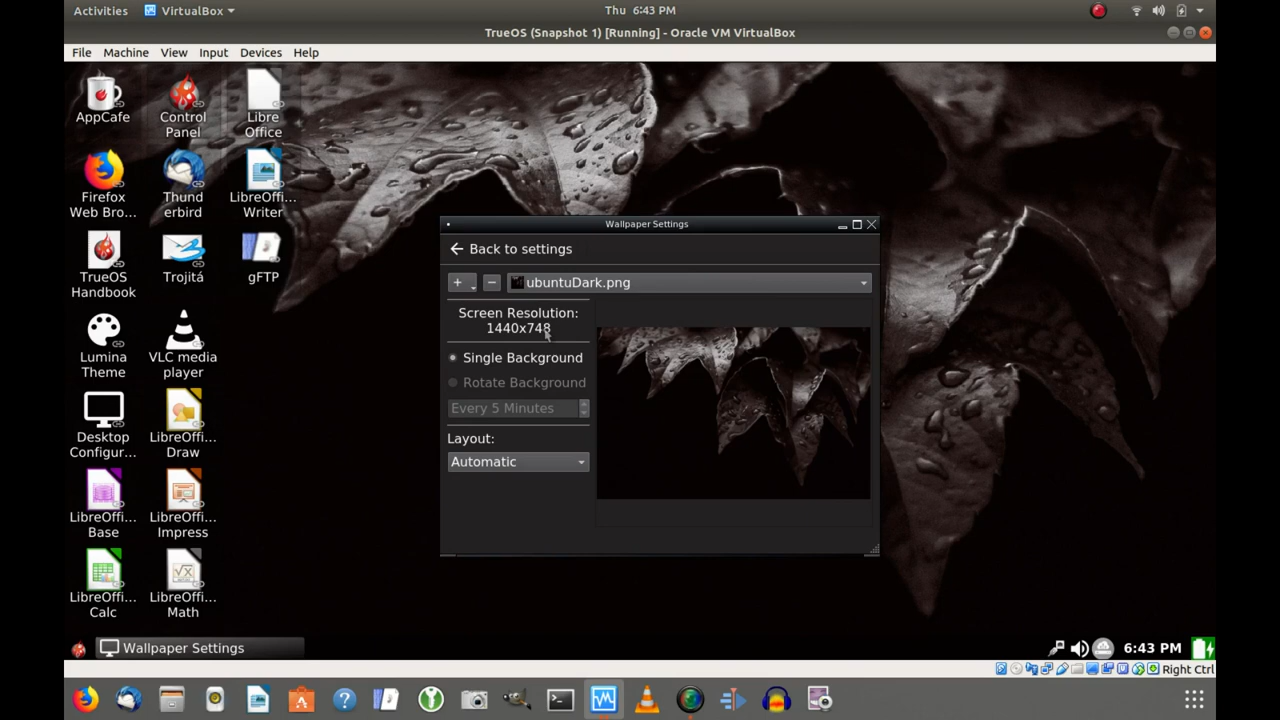 Activities VirtualBox Thu 6:43 PM
TrueOS (Snapshot 1) [Running] - Oracle VM VirtualBox
File Machine View Input Devices Help
AppCafe
Control
Panel
Libre
Office
Firefox
Web Bro...
Thund
erbird
LibreOffi...
Writer
TrueOS
Handbook
Trojitá
gFTP
Lumina
Theme
VLC media
player
Desktop
Configur...
LibreOffi...
Draw
LibreOffi...
Base
LibreOffi...
Impress
LibreOffi...
Calc
LibreOffi...
Math
Wallpaper Settings
Back to settings
+ − ubuntuDark.png
Screen Resolution:
1440x748
Single Background
Rotate Background
Every 5 Minutes
Layout:
Automatic
Wallpaper Settings 6:43 PM
Right Ctrl